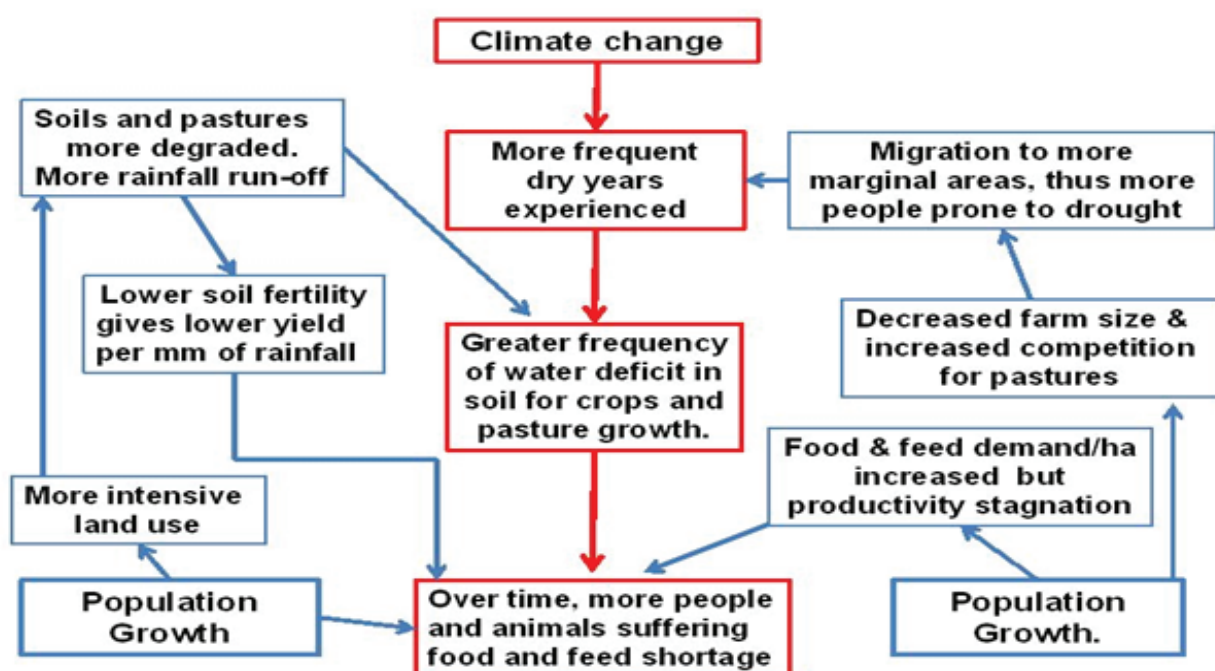 Climate change
Soils and pastures
more degraded.
More rainfall run-off
More frequent
dry years
experienced
Migration to more
marginal areas, thus more
people prone to drought
Lower soil fertility
gives lower yield
per mm of rainfall
Greater frequency
of water deficit in
soil for crops and
pasture growth.
Decreased farm size &
increased competition
for pastures
Food & feed demand/ha
increased but
productivity stagnation
More intensive
land use
Population
Growth
Over time, more people
and animals suffering
food and feed shortage
Population
Growth.